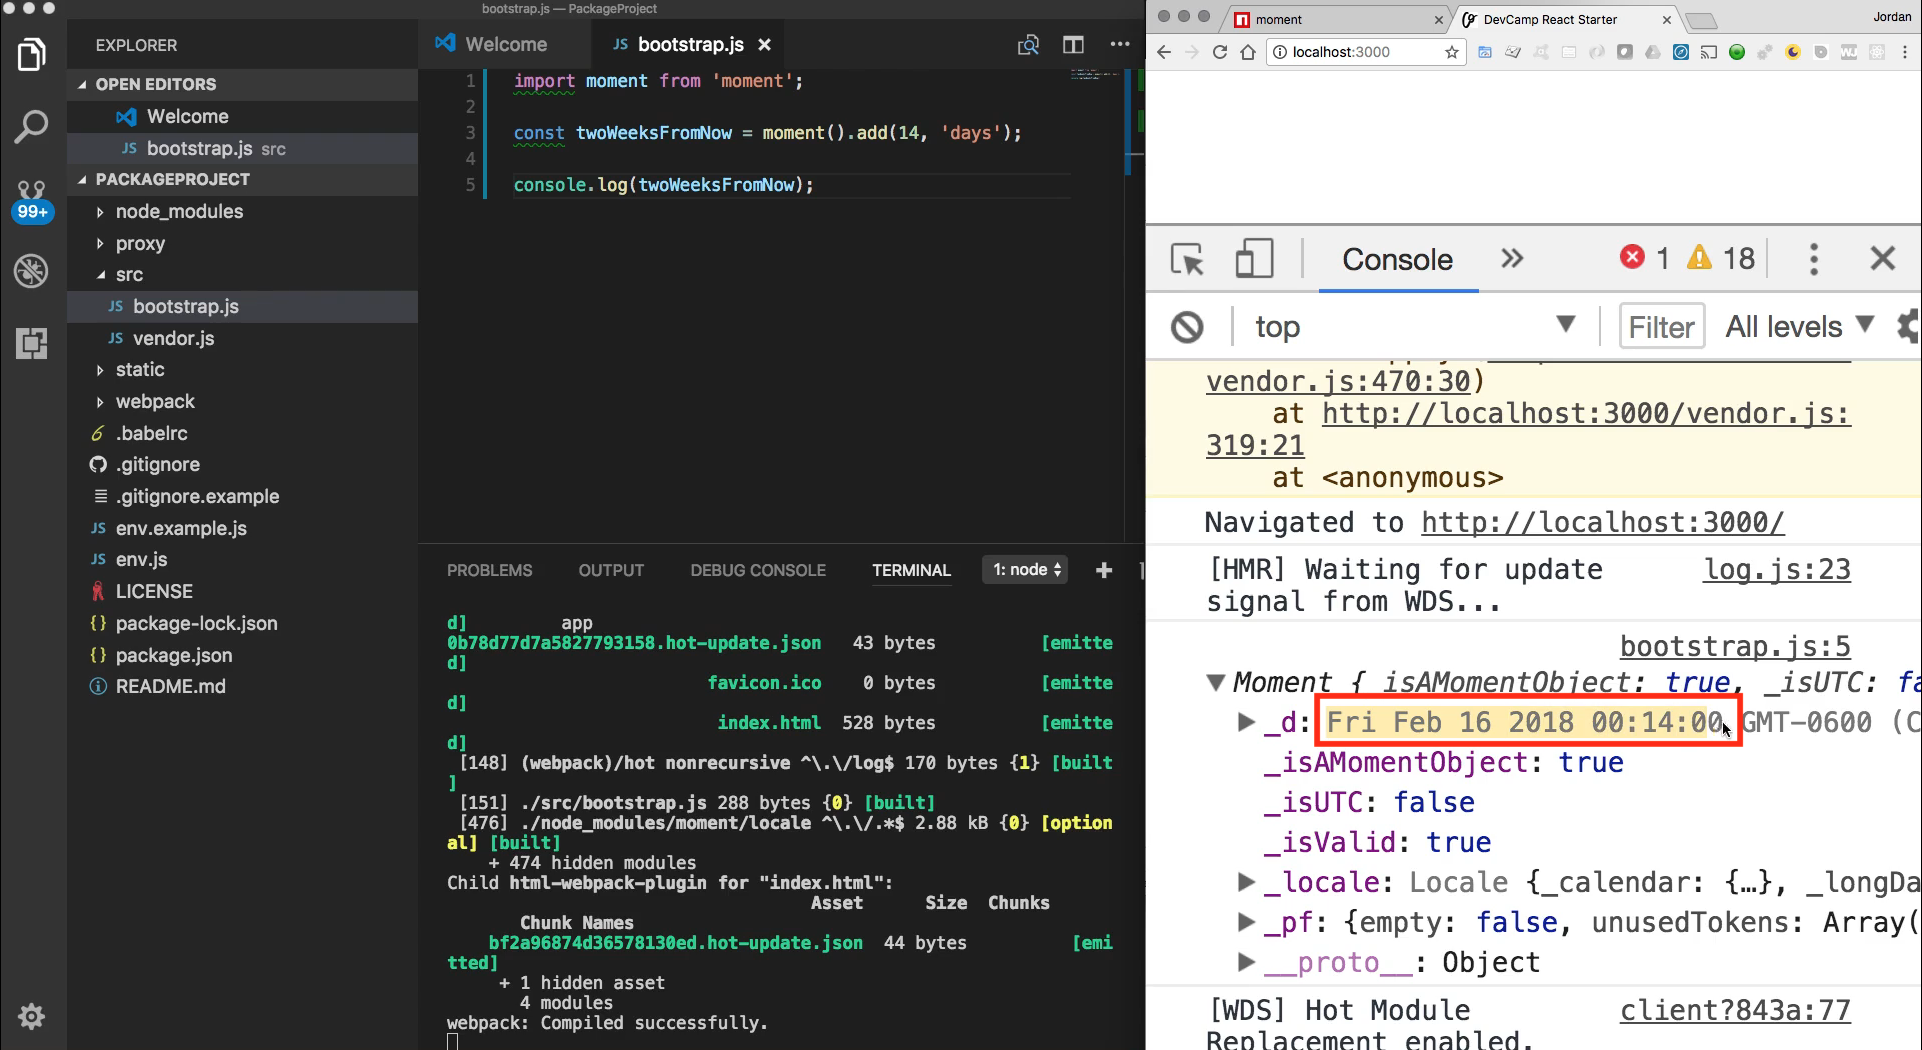 bootstrap.js — PackageProject
EXPLORER
OPEN EDITORS
Welcome
JS bootstrap.js src
99+
PACKAGEPROJECT
node_modules
proxy
src
JS bootstrap.js
JS vendor.js
static
webpack
.babelrc
.gitignore
.gitignore.example
JS env.example.js
JS env.js
LICENSE
{} package-lock.json
{} package.json
README.md
Welcome
JS bootstrap.js
1 import moment from 'moment';
2
3 const twoWeeksFromNow = moment().add(14, 'days');
4
5 console.log(twoWeeksFromNow);
PROBLEMS OUTPUT DEBUG CONSOLE TERMINAL 1: node
d] app
0b78d77d7a5827793158.hot-update.json 43 bytes [emitte
d]
favicon.ico 0 bytes [emitte
d]
index.html 528 bytes [emitte
d]
[148] (webpack)/hot nonrecursive ^\.\/log$ 170 bytes {1} [built
]
[151] ./src/bootstrap.js 288 bytes {0} [built]
[476] ./node_modules/moment/locale ^\.\/.*$ 2.88 kB {0} [option
al] [built]
+ 474 hidden modules
Child html-webpack-plugin for "index.html":
Asset Size Chunks
Chunk Names
bf2a96874d36578130ed.hot-update.json 44 bytes [emi
tted]
+ 1 hidden asset
4 modules
webpack: Compiled successfully.
moment
DevCamp React Starter
Jordan
localhost:3000
Console
1
18
top
Filter
All levels
vendor.js:470:30)
at http://localhost:3000/vendor.js:
319:21
at <anonymous>
Navigated to http://localhost:3000/
[HMR] Waiting for update log.js:23
signal from WDS...
bootstrap.js:5
Moment { isAMomentObject: true, _isUTC: fa
_d: Fri Feb 16 2018 00:14:00 GMT-0600 (C
_isAMomentObject: true
_isUTC: false
_isValid: true
_locale: Locale {_calendar: {…}, _longDa
_pf: {empty: false, unusedTokens: Array(
__proto__: Object
[WDS] Hot Module client?843a:77
Replacement enabled.